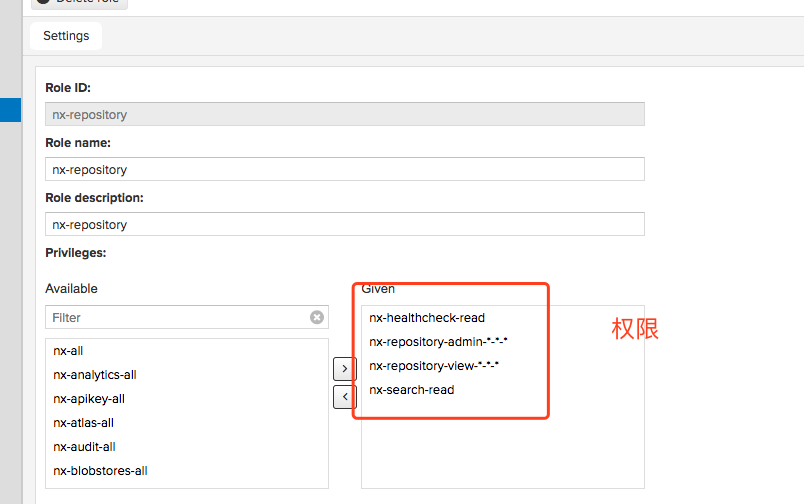 Delete role
Settings
Role ID:
nx-repository
Role name:
nx-repository
Role description:
nx-repository
Privileges:
Available
Given
Filter
nx-all
nx-analytics-all
nx-apikey-all
nx-atlas-all
nx-audit-all
nx-blobstores-all
>
<
nx-healthcheck-read
nx-repository-admin-*-*-*
nx-repository-view-*-*-*
nx-search-read
权限